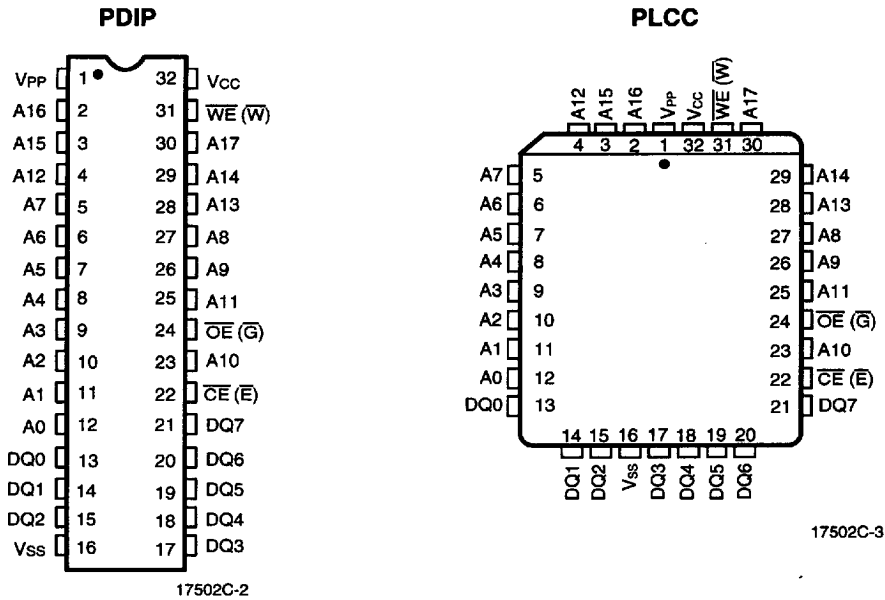 PDIP
VPP 1 32 VCC
A16 2 31 W̅E̅ (W̅)
A15 3 30 A17
A12 4 29 A14
A7 5 28 A13
A6 6 27 A8
A5 7 26 A9
A4 8 25 A11
A3 9 24 O̅E̅ (G̅)
A2 10 23 A10
A1 11 22 C̅E̅ (E̅)
A0 12 21 DQ7
DQ0 13 20 DQ6
DQ1 14 19 DQ5
DQ2 15 18 DQ4
VSS 16 17 DQ3
17502C-2
PLCC
A12 A15 A16 VPP VCC W̅E̅ (W̅) A17
4 3 2 1 32 31 30
A7 5 29 A14
A6 6 28 A13
A5 7 27 A8
A4 8 26 A9
A3 9 25 A11
A2 10 24 O̅E̅ (G̅)
A1 11 23 A10
A0 12 22 C̅E̅ (E̅)
DQ0 13 21 DQ7
14 15 16 17 18 19 20
DQ1 DQ2 VSS DQ3 DQ4 DQ5 DQ6
17502C-3